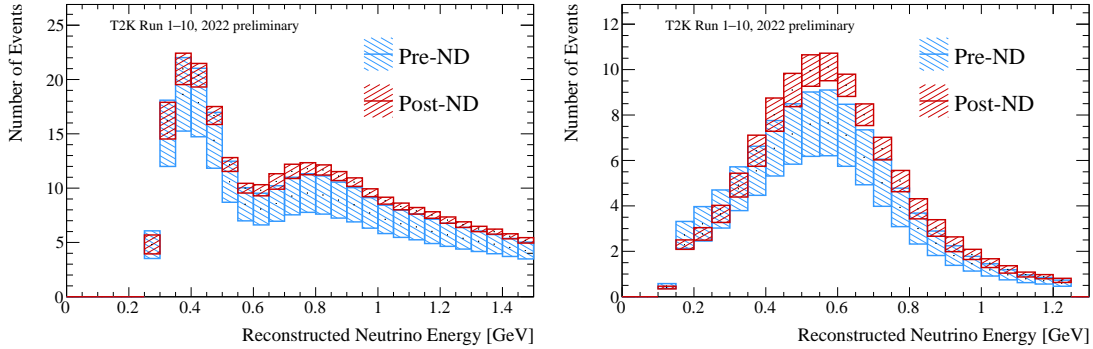 T2K Run 1–10, 2022 preliminary
Number of Events
25
20
15
10
5
0
Pre-ND
Post-ND
0 0.2 0.4 0.6 0.8 1 1.2 1.4
Reconstructed Neutrino Energy [GeV]
T2K Run 1–10, 2022 preliminary
Number of Events
12
10
8
6
4
2
0
Pre-ND
Post-ND
0 0.2 0.4 0.6 0.8 1 1.2
Reconstructed Neutrino Energy [GeV]